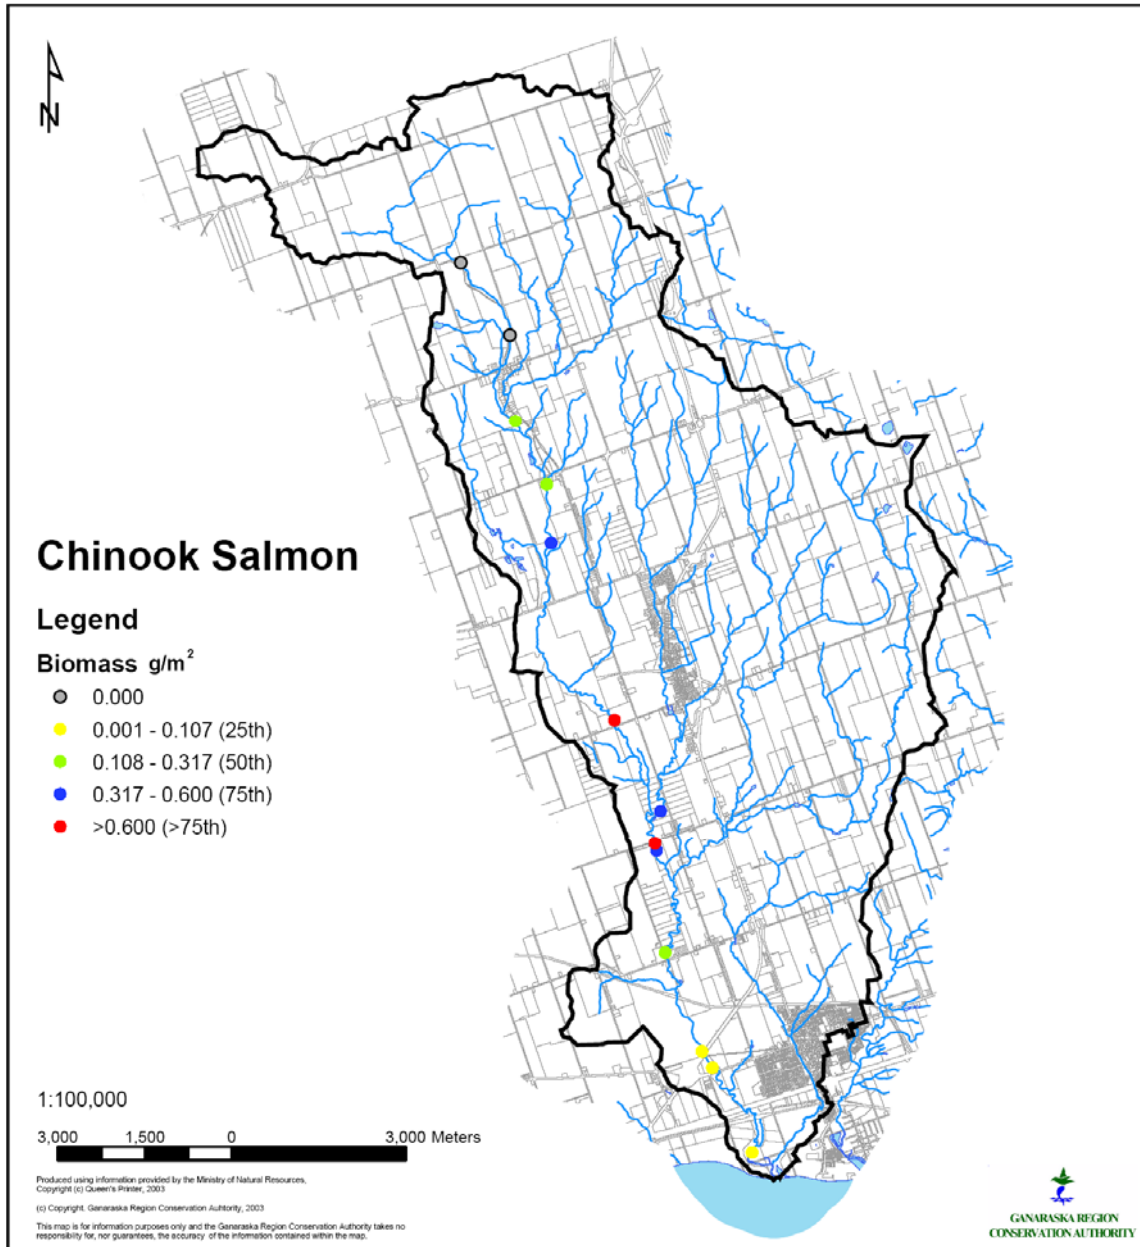 N
Chinook Salmon
Legend
Biomass g/m²
0.000
0.001 - 0.107 (25th)
0.108 - 0.317 (50th)
0.317 - 0.600 (75th)
>0.600 (>75th)
1:100,000
3,000 1,500 0 3,000 Meters
Produced using information provided by the Ministry of Natural Resources,
Copyright (c) Queen's Printer, 2003
(c) Copyright. Ganaraska Region Conservation Auhtority, 2003
This map is for information purposes only and the Ganaraska Region Conservation Authority takes no
responsibility for, nor guarantees, the accuracy of the information contained within the map.
GANARASKA REGION
CONSERVATION AUTHORITY